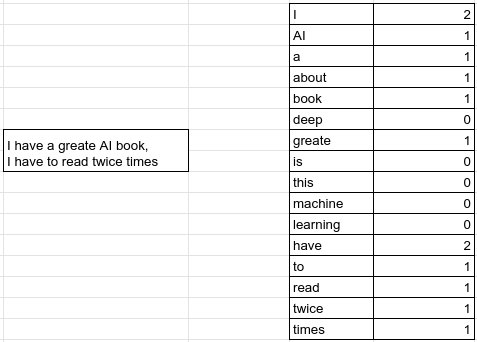 I 2
AI 1
a 1
about 1
book 1
deep 0
greate 1
I have a greate AI book,
I have to read twice times
is 0
this 0
machine 0
learning 0
have 2
to 1
read 1
twice 1
times 1